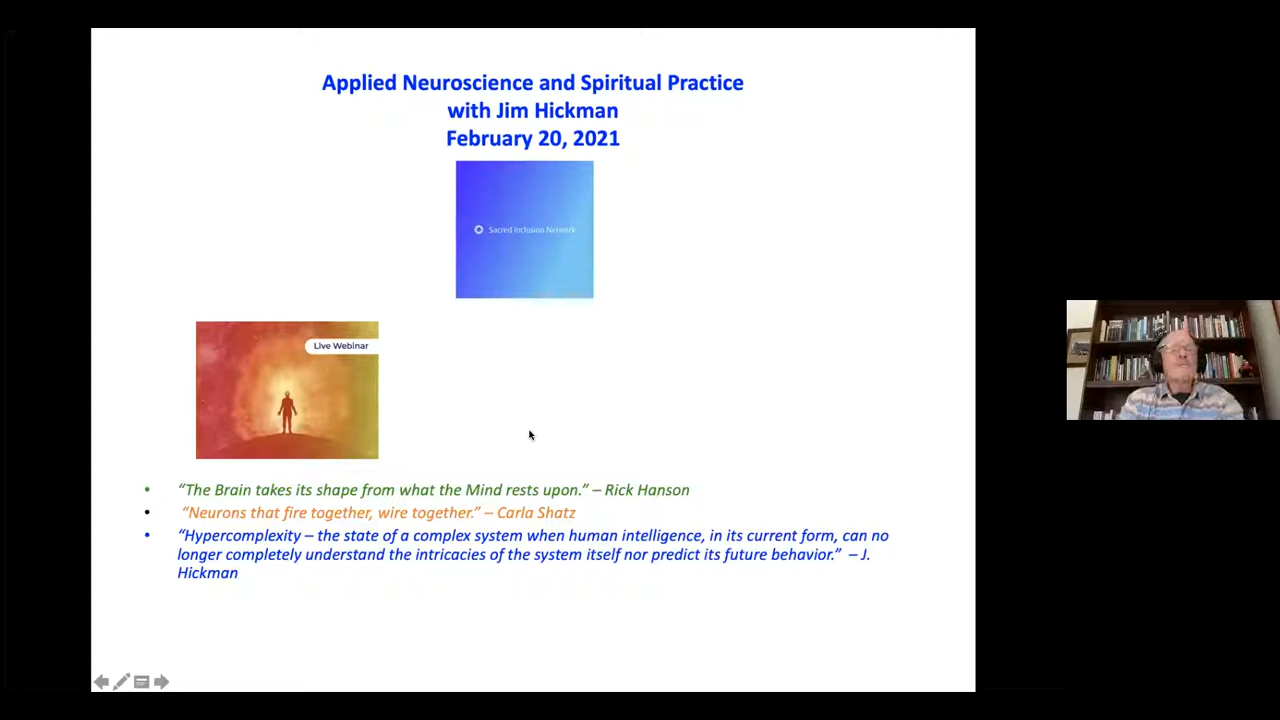 Applied Neuroscience and Spiritual Practice
with Jim Hickman
February 20, 2021
Sacred Inclusion Network
Live Webinar
• “The Brain takes its shape from what the Mind rests upon.” – Rick Hanson
• “Neurons that fire together, wire together.” – Carla Shatz
• “Hypercomplexity – the state of a complex system when human intelligence, in its current form, can no
longer completely understand the intricacies of the system itself nor predict its future behavior.” – J.
Hickman